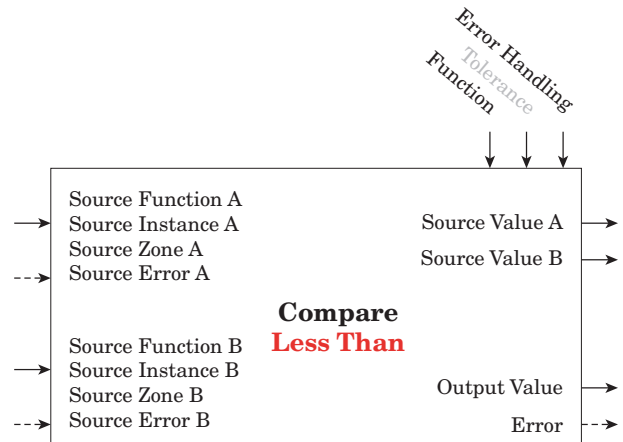 Error Handling
Tolerance
Function
Source Function A
Source Instance A
Source Zone A
Source Error A
Source Value A
Source Value B
Compare
Less Than
Source Function B
Source Instance B
Source Zone B
Source Error B
Output Value
Error